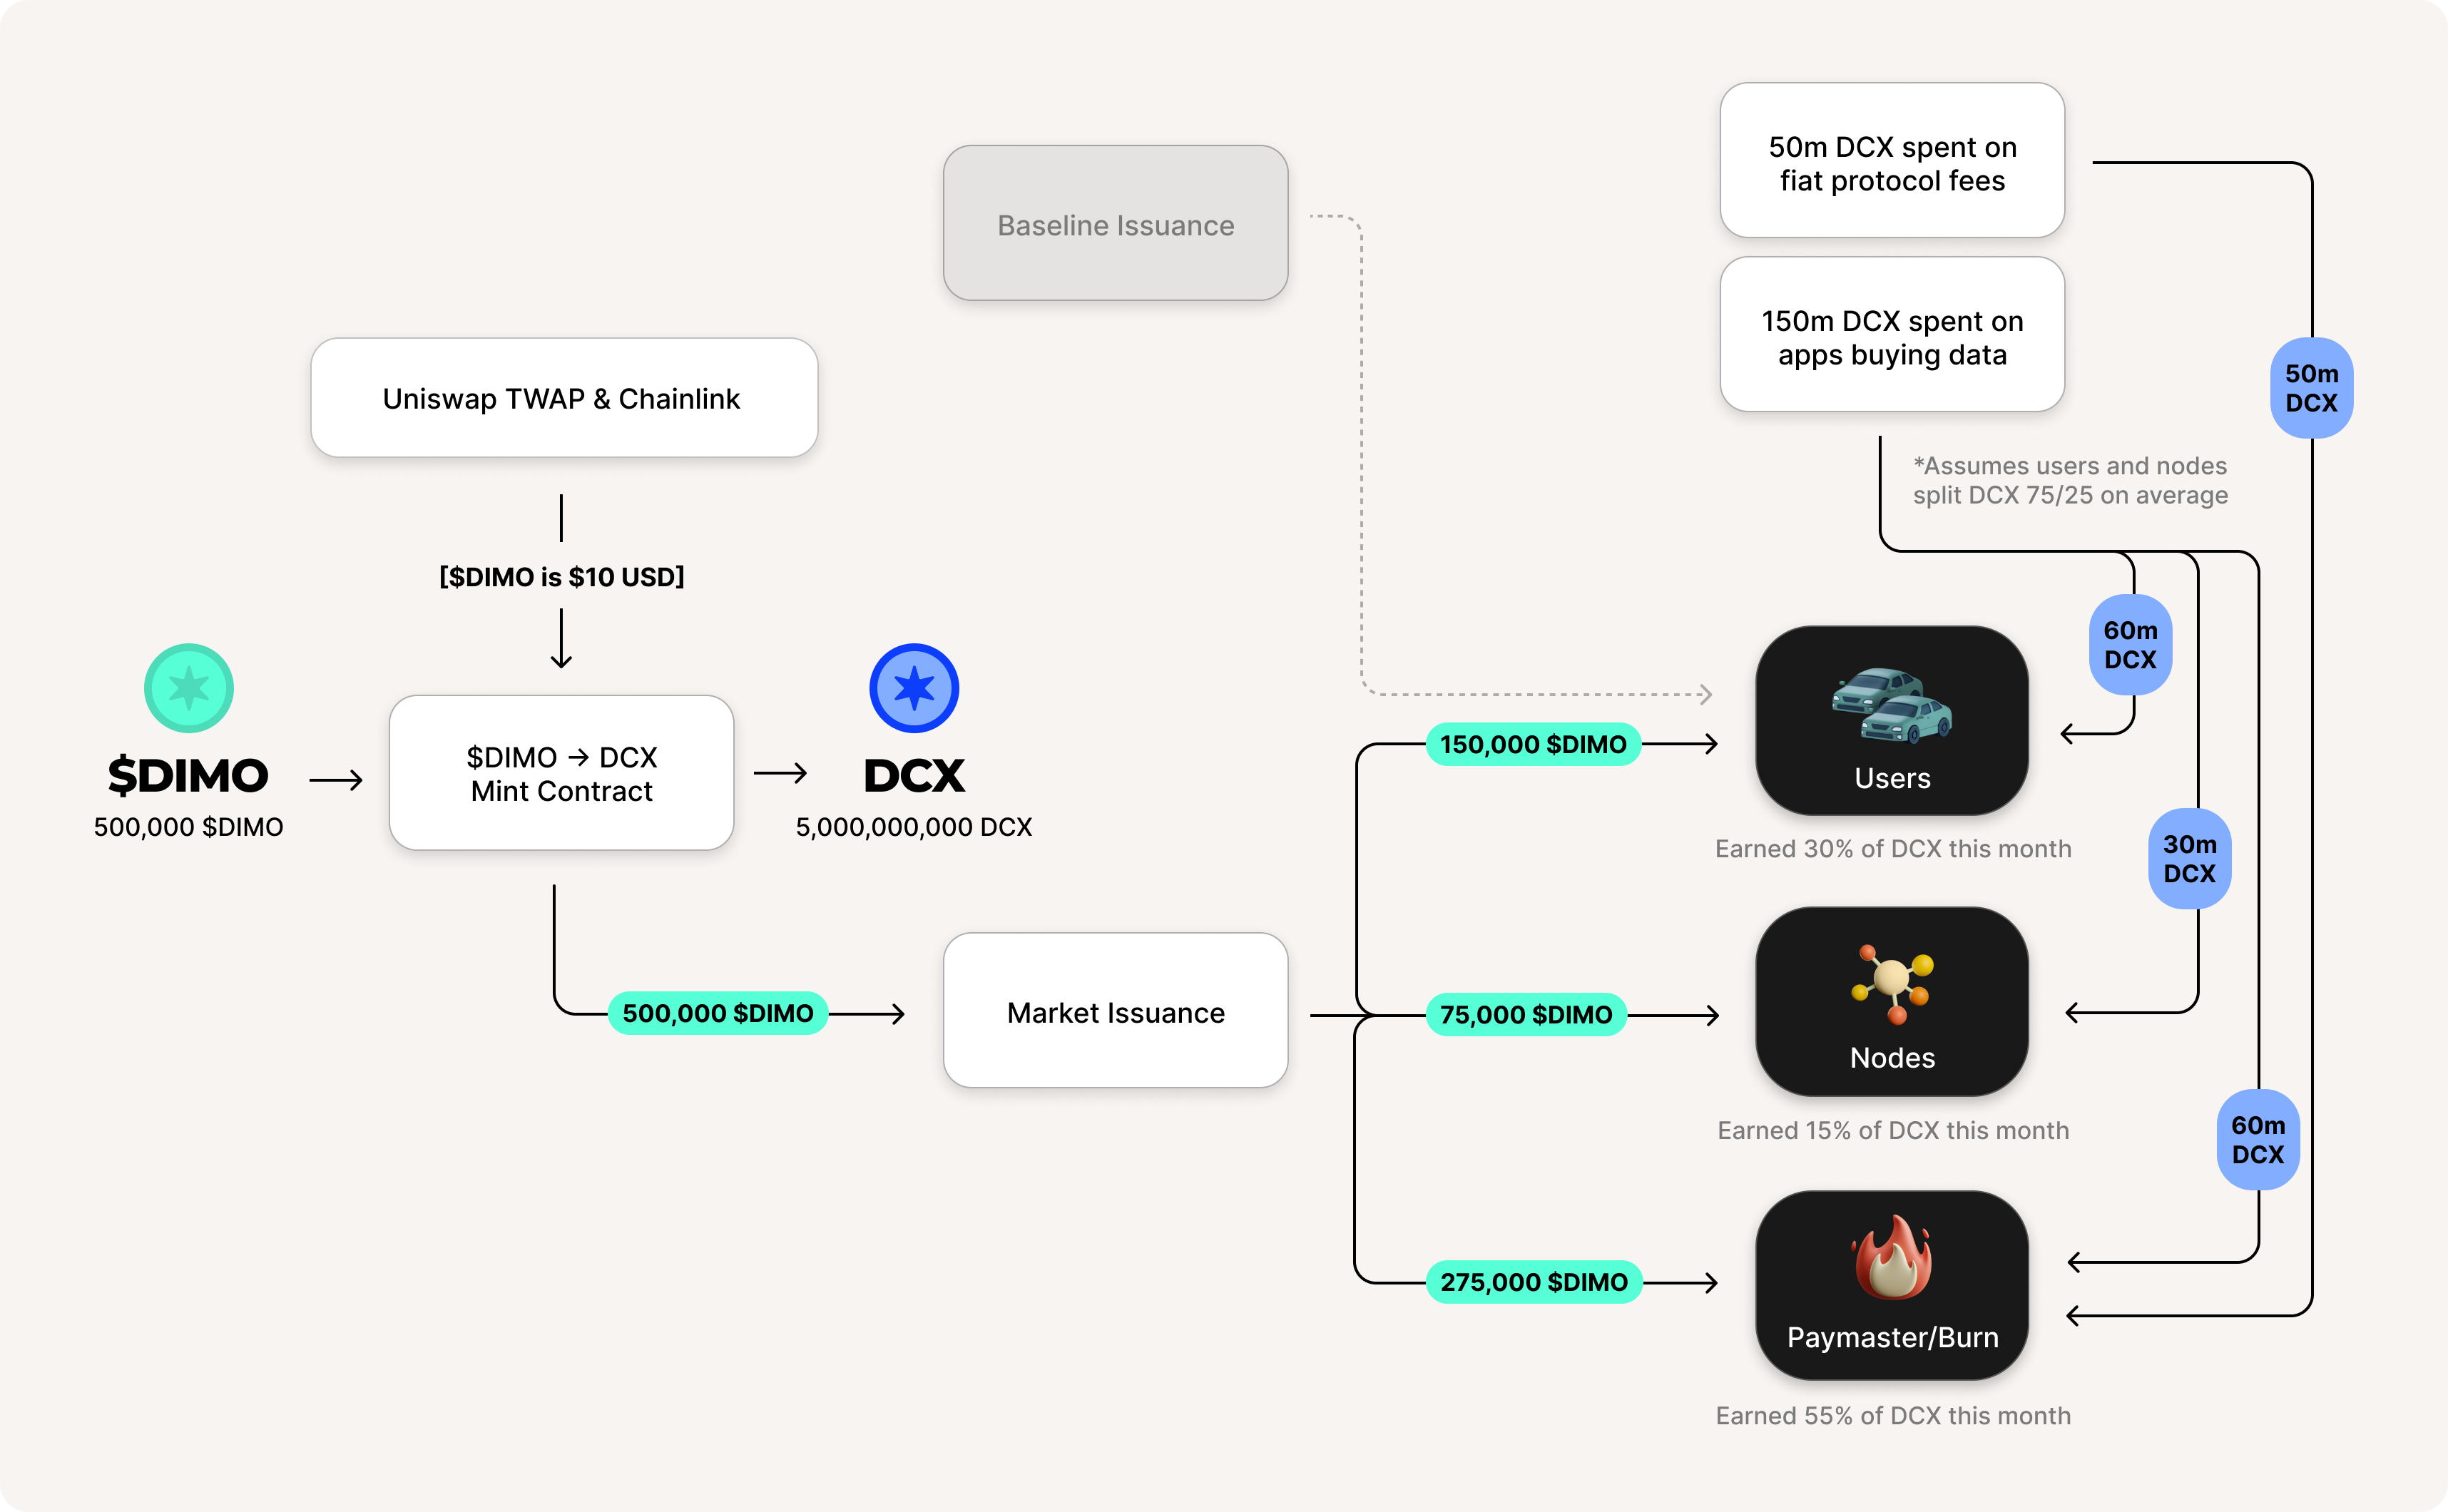 50m DCX spent on
fiat protocol fees
Baseline Issuance
150m DCX spent on
apps buying data
Uniswap TWAP & Chainlink
50m
DCX
*Assumes users and nodes
split DCX 75/25 on average
[$DIMO is $10 USD]
60m
DCX
$DIMO
500,000 $DIMO
$DIMO → DCX
Mint Contract
DCX
5,000,000,000 DCX
150,000 $DIMO
Users
Earned 30% of DCX this month
30m
DCX
500,000 $DIMO
Market Issuance
75,000 $DIMO
Nodes
Earned 15% of DCX this month
60m
DCX
275,000 $DIMO
Paymaster/Burn
Earned 55% of DCX this month